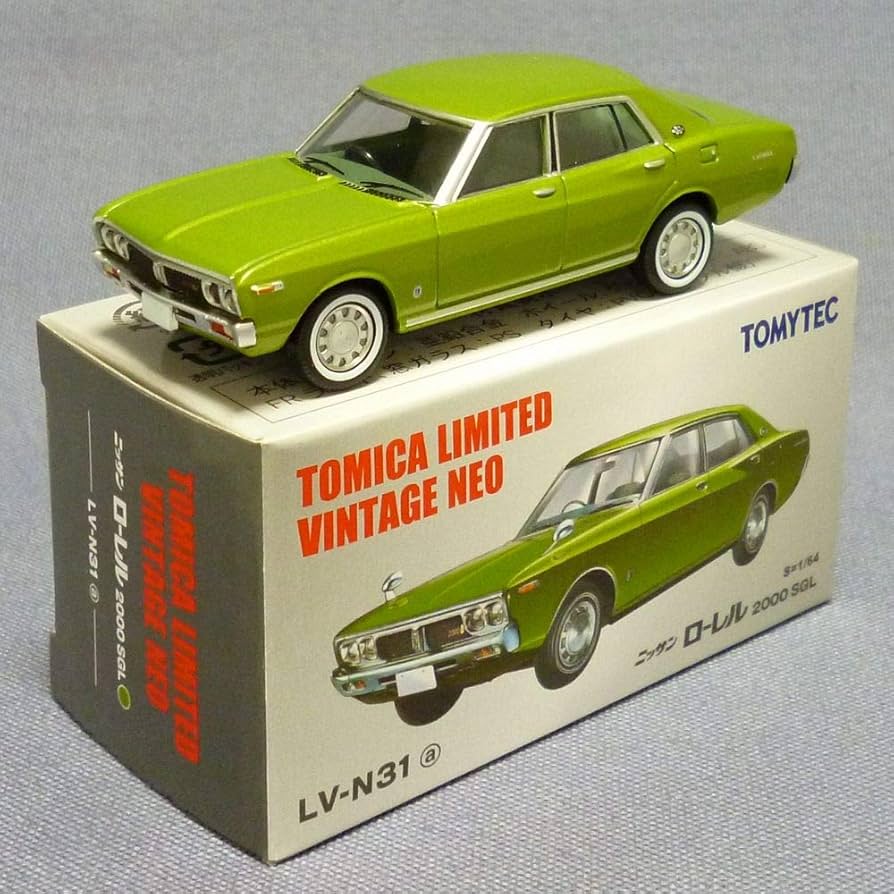 TOMYTEC
TOMICA LIMITED
VINTAGE NEO
S=1/64
ニッサン ローレル 2000 SGL
LV-N31 ⓐ
TOMICA LIMITED
VINTAGE NEO
ニッサン ローレル 2000 SGL
LV-N31 ⓐ